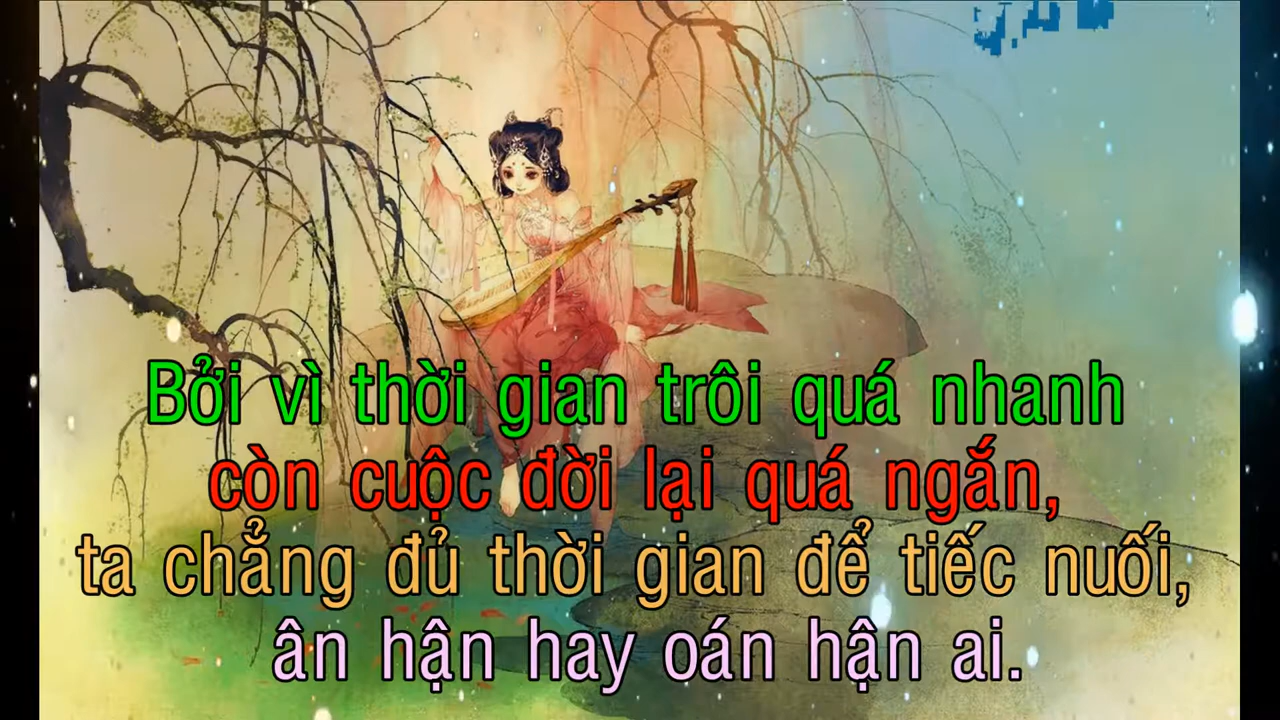 Bởi vì thời gian trôi quá nhanh
còn cuộc đời lại quá ngắn,
ta chẳng đủ thời gian để tiếc nuối,
ân hận hay oán hận ai.